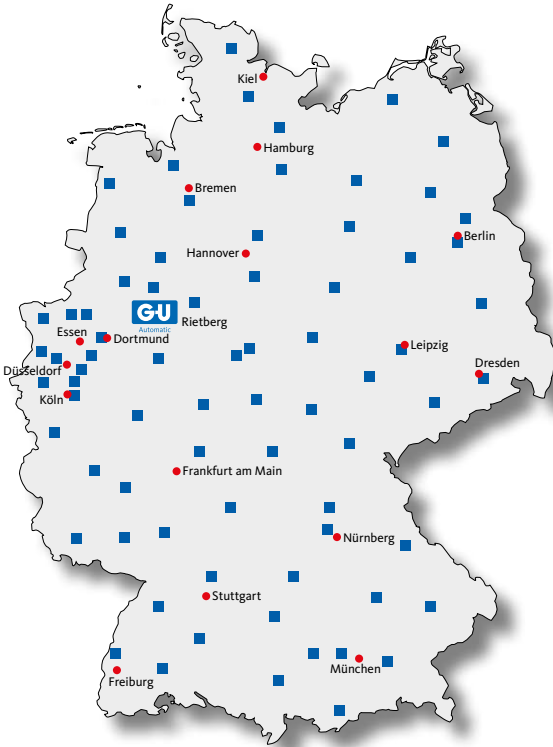 Kiel
Hamburg
Bremen
Berlin
Hannover
G-U
Automatic
Rietberg
Essen
Dortmund
Leipzig
Düsseldorf
Dresden
Köln
Frankfurt am Main
Nürnberg
Stuttgart
München
Freiburg